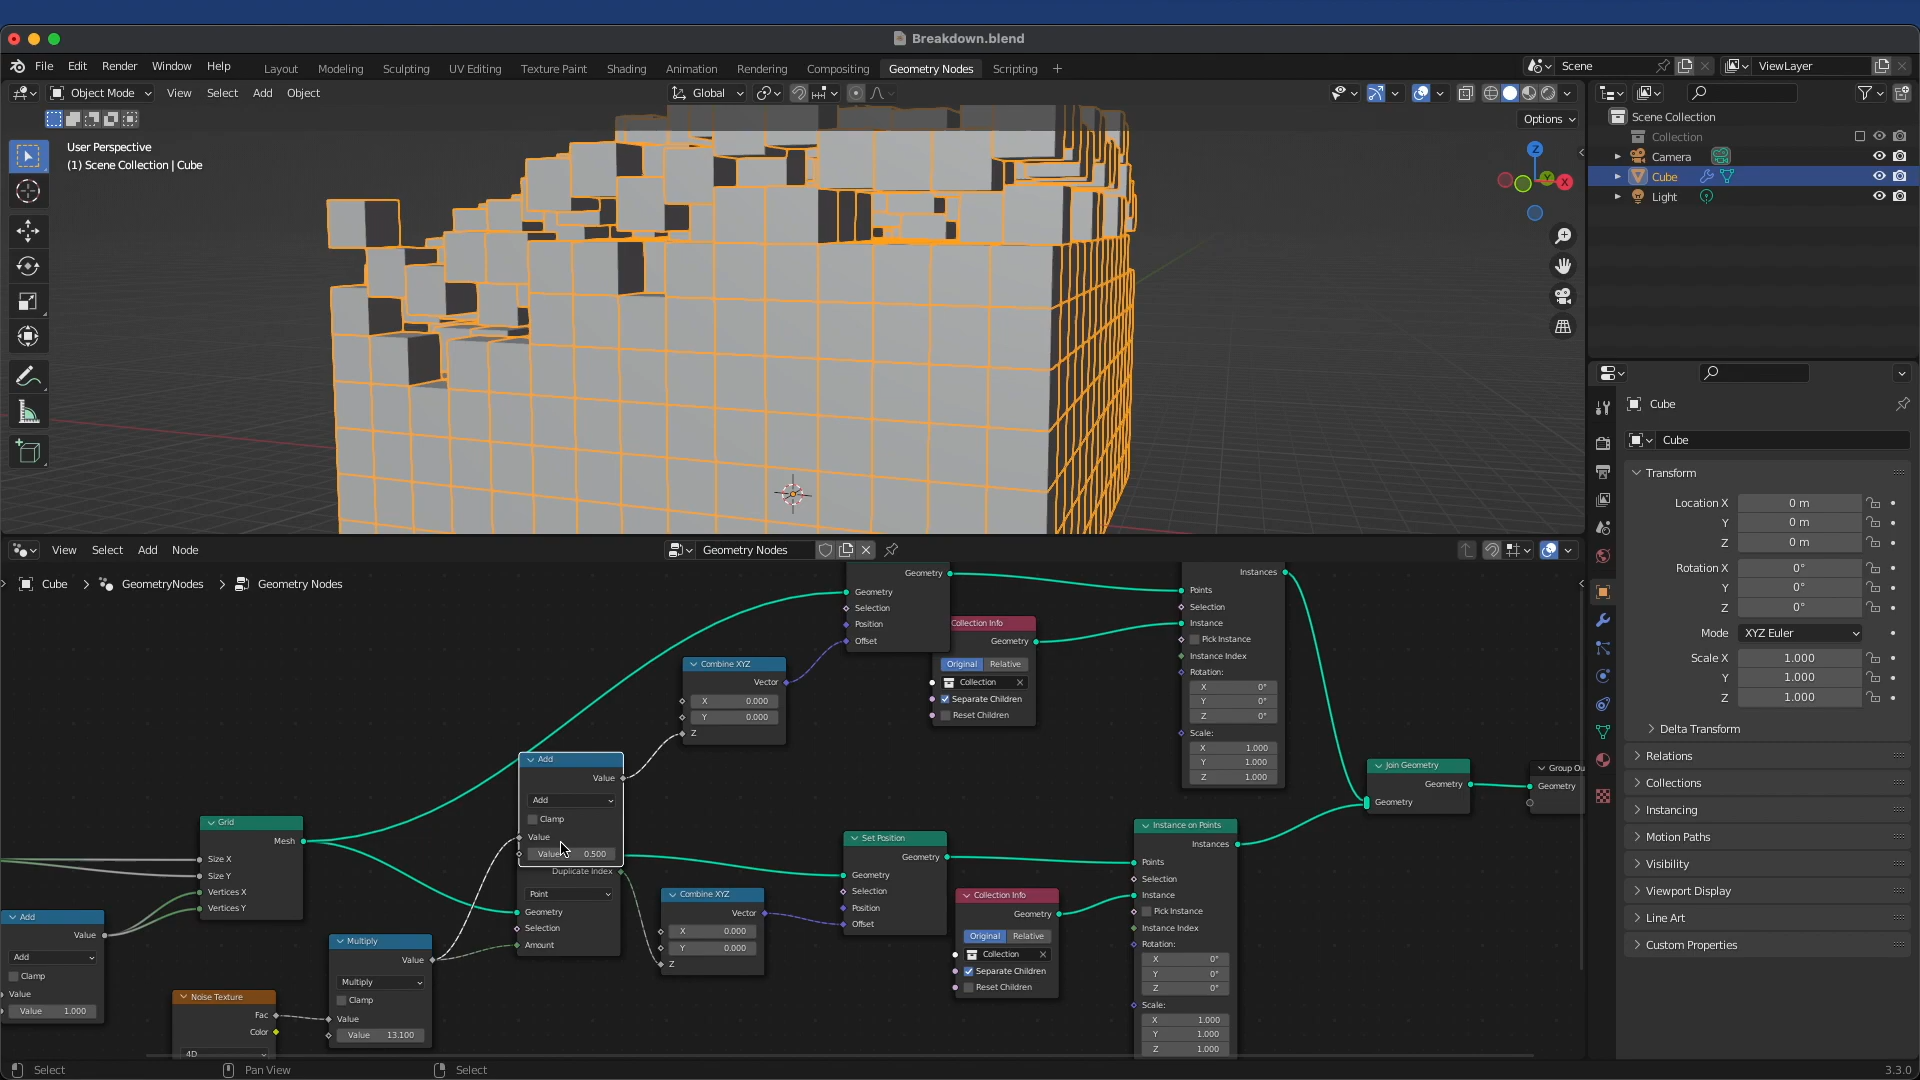 Breakdown.blend
File Edit Render Window Help
Layout Modeling Sculpting UV Editing Texture Paint Shading Animation Rendering Compositing Geometry Nodes Scripting +
Scene
ViewLayer
Object Mode View Select Add Object
Global
Options
User Perspective
(1) Scene Collection | Cube
Z
Y
X
Scene Collection
Collection
Camera
Cube
Light
Cube
Cube
Transform
Location X 0 m
Y 0 m
Z 0 m
Rotation X 0°
Y 0°
Z 0°
Mode XYZ Euler
Scale X 1.000
Y 1.000
Z 1.000
Delta Transform
Relations
Collections
Instancing
Motion Paths
Visibility
Viewport Display
Line Art
Custom Properties
View Select Add Node
Geometry Nodes
Cube > GeometryNodes > Geometry Nodes
Geometry
Geometry
Selection
Position
Offset
Collection Info
Geometry
Original Relative
Collection
Separate Children
Reset Children
Instances
Points
Selection
Instance
Pick Instance
Instance Index
Rotation:
X 0°
Y 0°
Z 0°
Scale:
X 1.000
Y 1.000
Z 1.000
Combine XYZ
Vector
X 0.000
Y 0.000
Z
Add
Value
Add
Clamp
Value
Value 0.500
Duplicate Index
Point
Geometry
Selection
Amount
Grid
Mesh
Size X
Size Y
Vertices X
Vertices Y
Add
Value
Add
Clamp
Value
Value 1.000
Noise Texture
Fac
Color
4D
Multiply
Value
Multiply
Clamp
Value
Value 13.100
Combine XYZ
Vector
X 0.000
Y 0.000
Z
Set Position
Geometry
Geometry
Selection
Position
Offset
Collection Info
Geometry
Original Relative
Collection
Separate Children
Reset Children
Instance on Points
Instances
Points
Selection
Instance
Pick Instance
Instance Index
Rotation:
X 0°
Y 0°
Z 0°
Scale:
X 1.000
Y 1.000
Z 1.000
Join Geometry
Geometry
Geometry
Group Ou
Geometry
Select Pan View Select
3.3.0